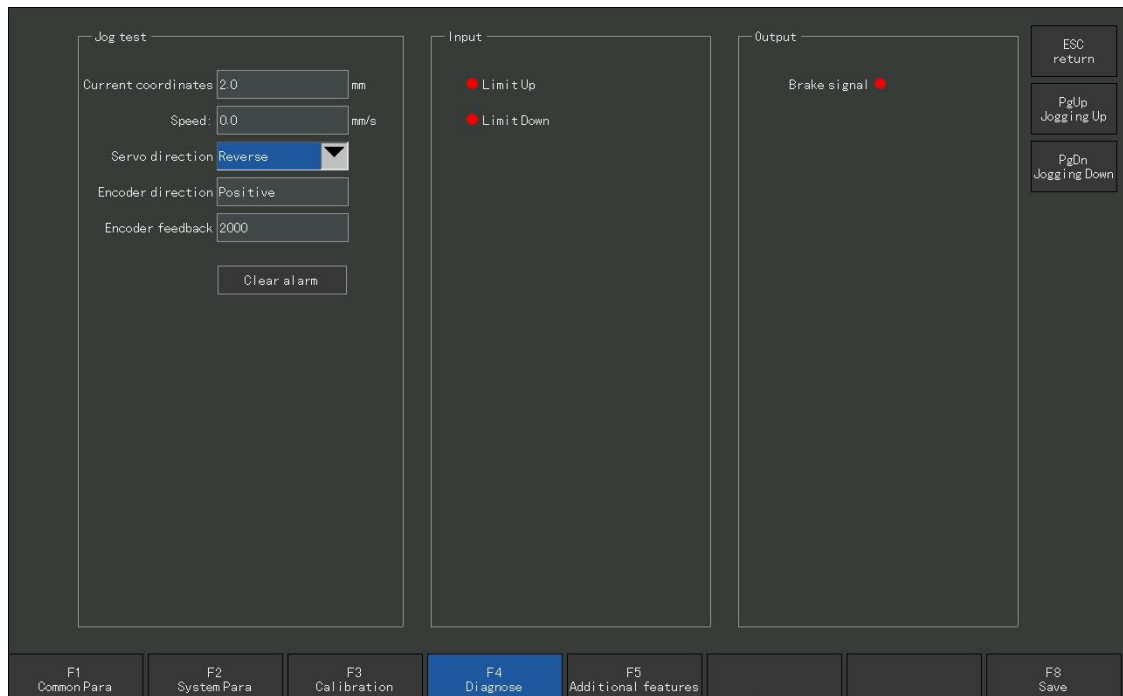 Jog test
Current coordinates 2.0 mm
Speed: 0.0 mm/s
Servo direction Reverse
Encoder direction Positive
Encoder feedback 2000
Clear alarm
Input
Limit Up
Limit Down
Output
Brake signal
ESC
return
PgUp
Jogging Up
PgDn
Jogging Down
F1
Common Para
F2
System Para
F3
Calibration
F4
Diagnose
F5
Additional features
F8
Save